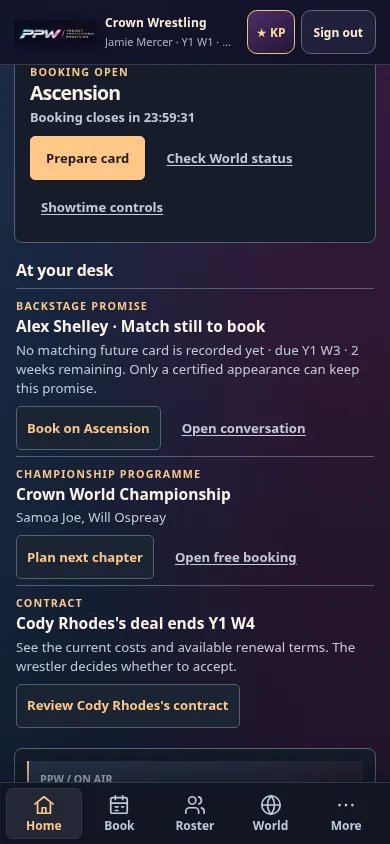 PPW
Crown Wrestling
Jamie Mercer · Y1 W1 · ...
★ KP
Sign out
BOOKING OPEN
Ascension
Booking closes in 23:59:31
Prepare card
Check World status
Showtime controls
At your desk
BACKSTAGE PROMISE
Alex Shelley · Match still to book
No matching future card is recorded yet · due Y1 W3 · 2
weeks remaining. Only a certified appearance can keep
this promise.
Book on Ascension
Open conversation
CHAMPIONSHIP PROGRAMME
Crown World Championship
Samoa Joe, Will Ospreay
Plan next chapter
Open free booking
CONTRACT
Cody Rhodes's deal ends Y1 W4
See the current costs and available renewal terms. The
wrestler decides whether to accept.
Review Cody Rhodes's contract
PPW / ON AIR
Home
Book
Roster
World
More